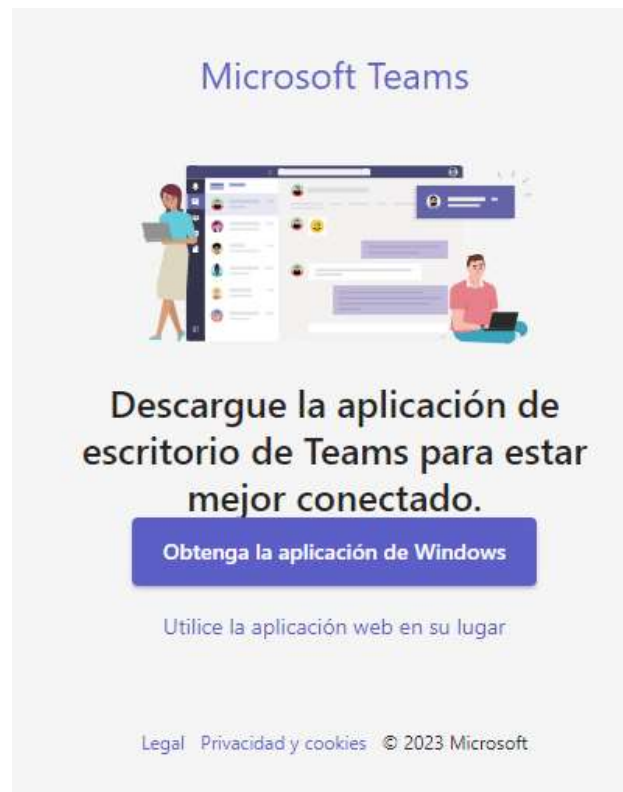 Microsoft Teams
Descargue la aplicación de
escritorio de Teams para estar
mejor conectado.
Obtenga la aplicación de Windows
Utilice la aplicación web en su lugar
Legal Privacidad y cookies © 2023 Microsoft